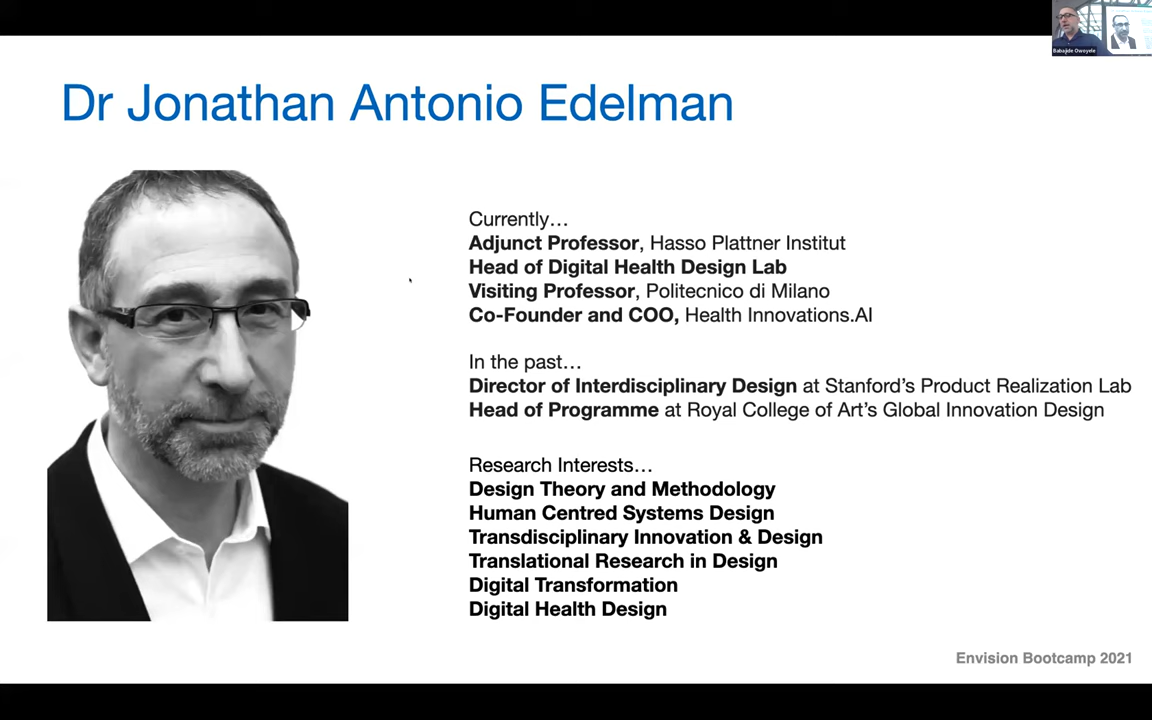 Babajide Owoyele
Dr Jonathan Antonio Edelman
Currently…
Adjunct Professor, Hasso Plattner Institut
Head of Digital Health Design Lab
Visiting Professor, Politecnico di Milano
Co-Founder and COO, Health Innovations.AI
In the past…
Director of Interdisciplinary Design at Stanford’s Product Realization Lab
Head of Programme at Royal College of Art’s Global Innovation Design
Research Interests…
Design Theory and Methodology
Human Centred Systems Design
Transdisciplinary Innovation & Design
Translational Research in Design
Digital Transformation
Digital Health Design
Envision Bootcamp 2021